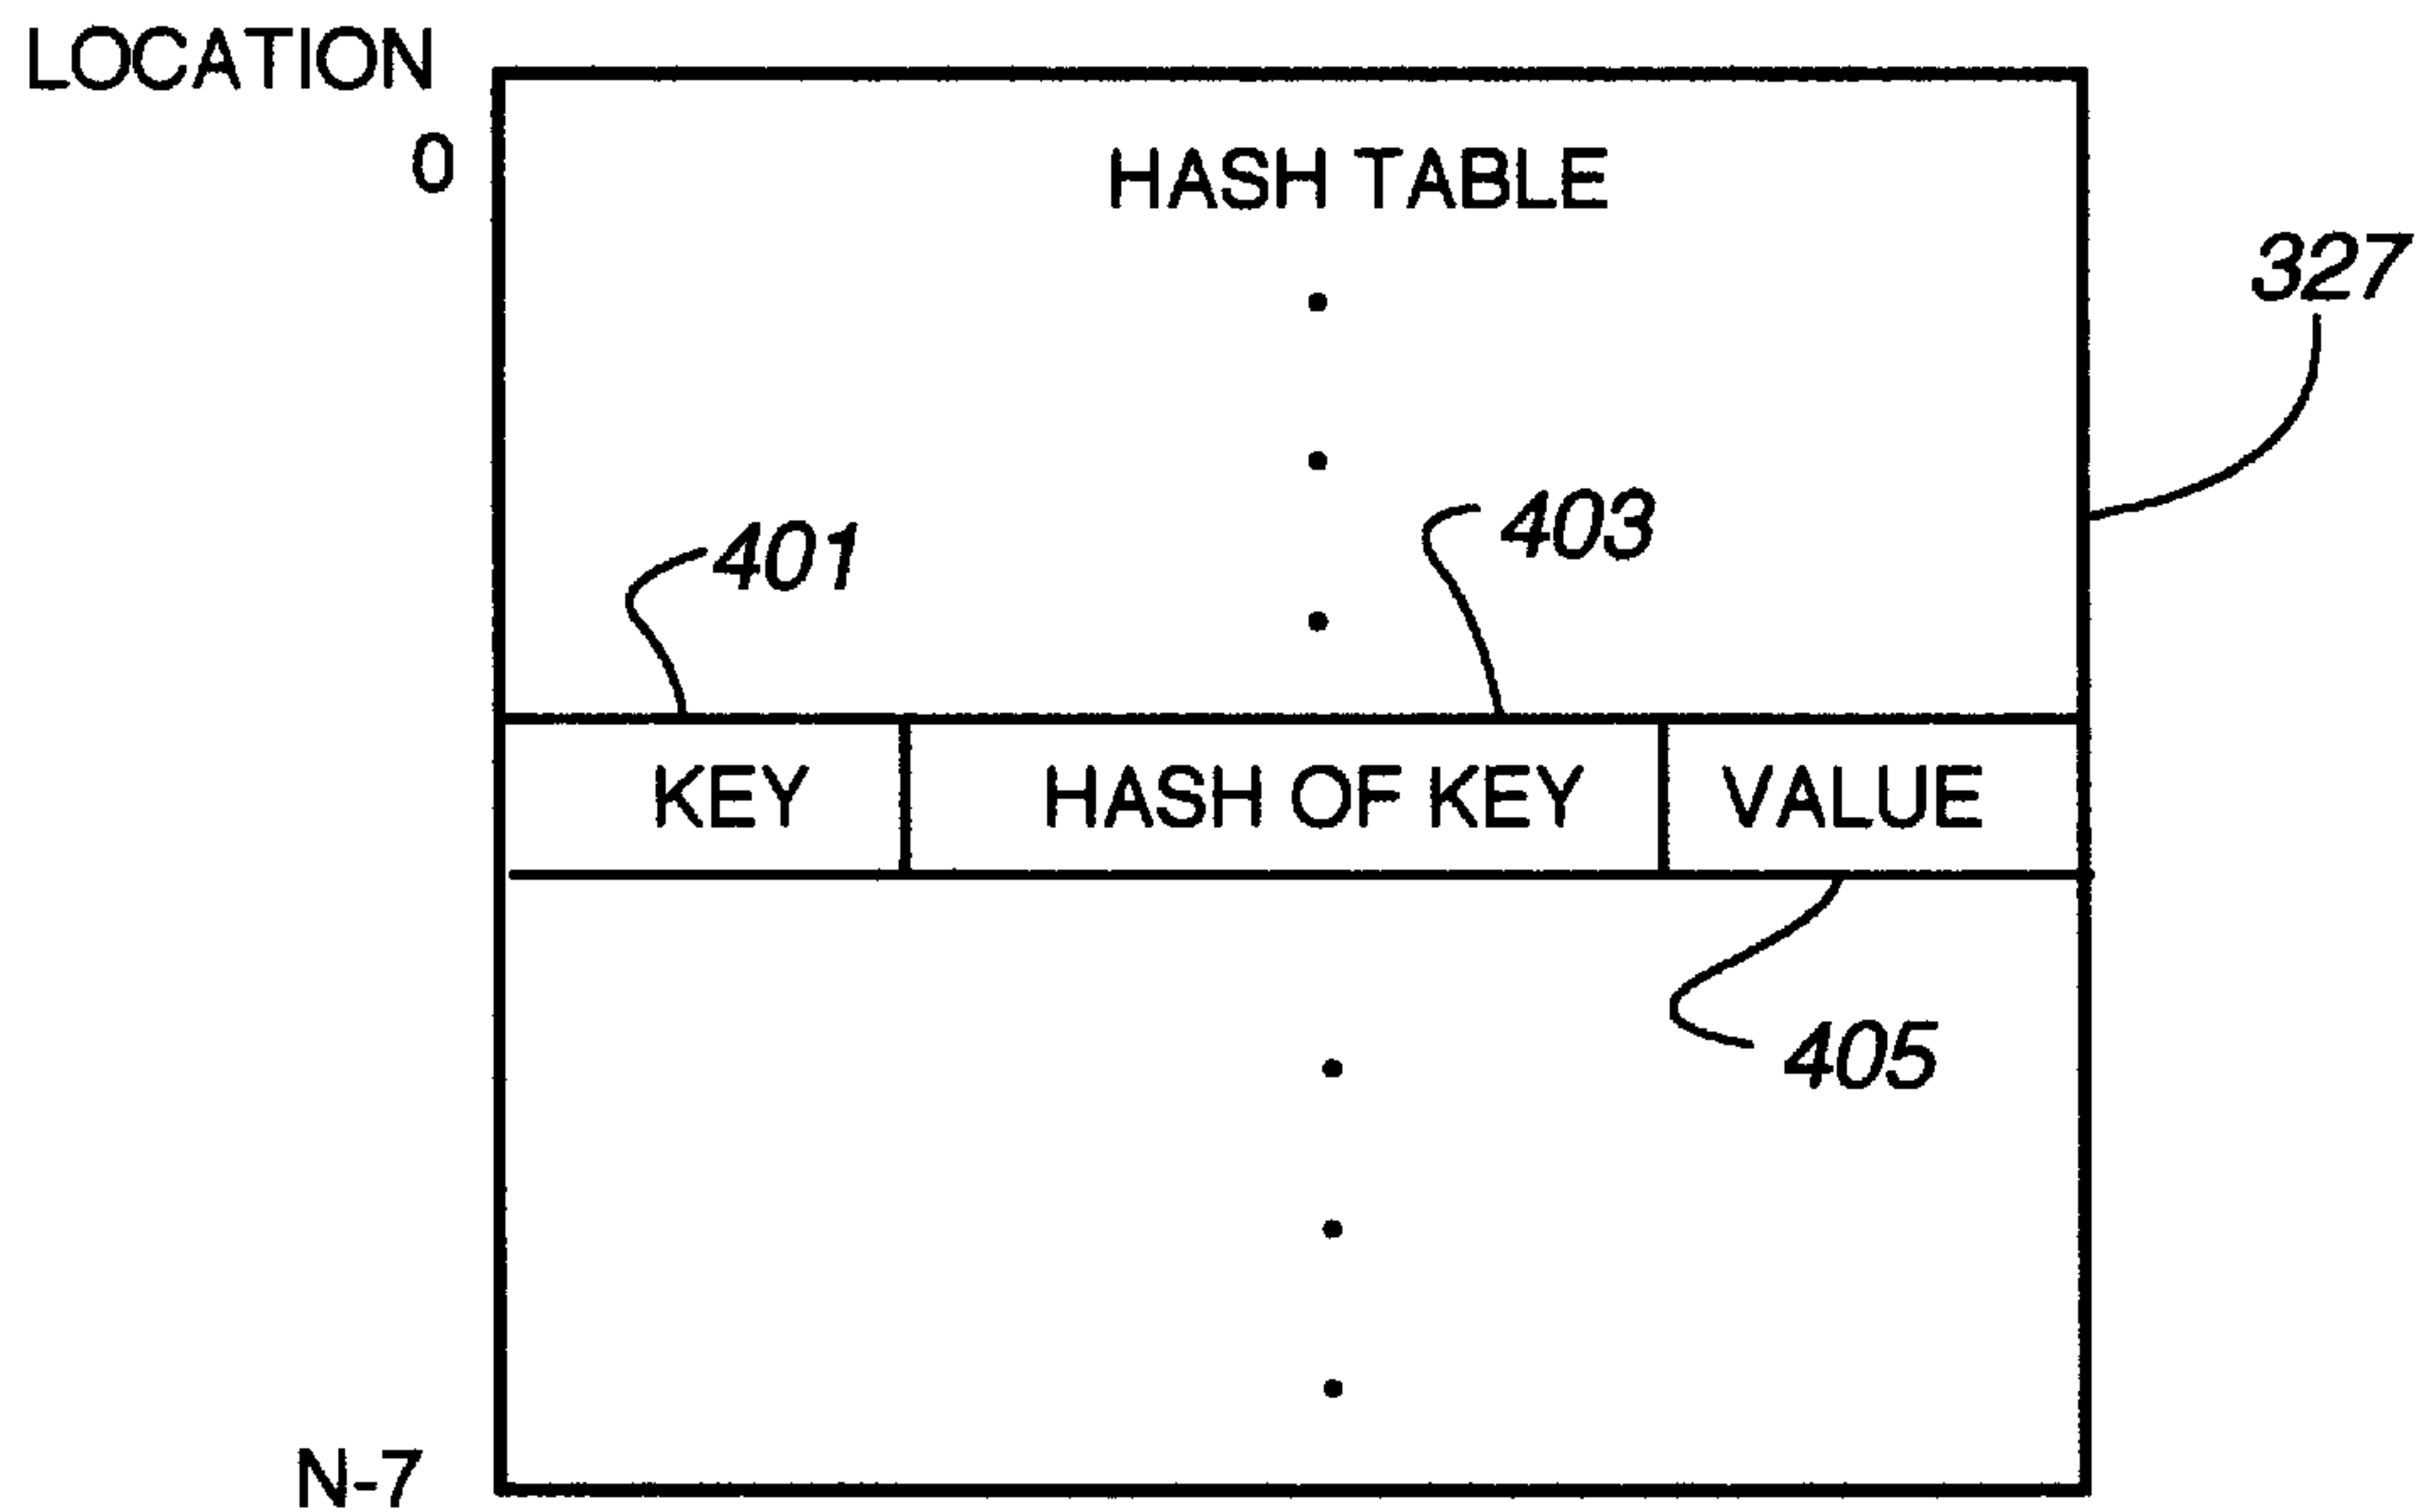 LOCATION
0
HASH TABLE
327
401
403
KEY
HASH OF KEY
VALUE
405
N-7